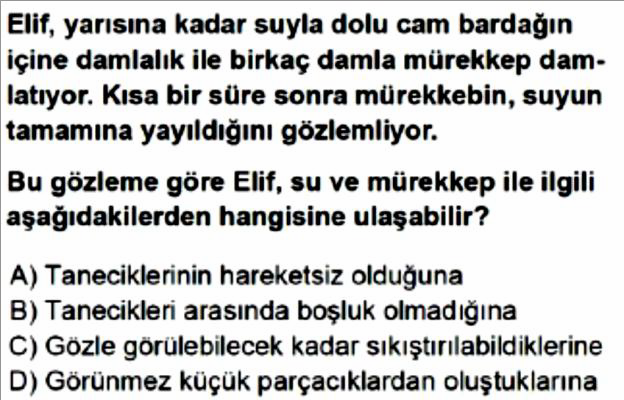 Elif, yarısına kadar suyla dolu cam bardağın
içine damlalık ile birkaç damla mürekkep dam-
latıyor. Kısa bir süre sonra mürekkebin, suyun
tamamına yayıldığını gözlemliyor.
Bu gözleme göre Elif, su ve mürekkep ile ilgili
aşağıdakilerden hangisine ulaşabilir?
A) Taneciklerinin hareketsiz olduğuna
B) Tanecikleri arasında boşluk olmadığına
C) Gözle görülebilecek kadar sıkıştırılabildiklerine
D) Görünmez küçük parçacıklardan oluştuklarına